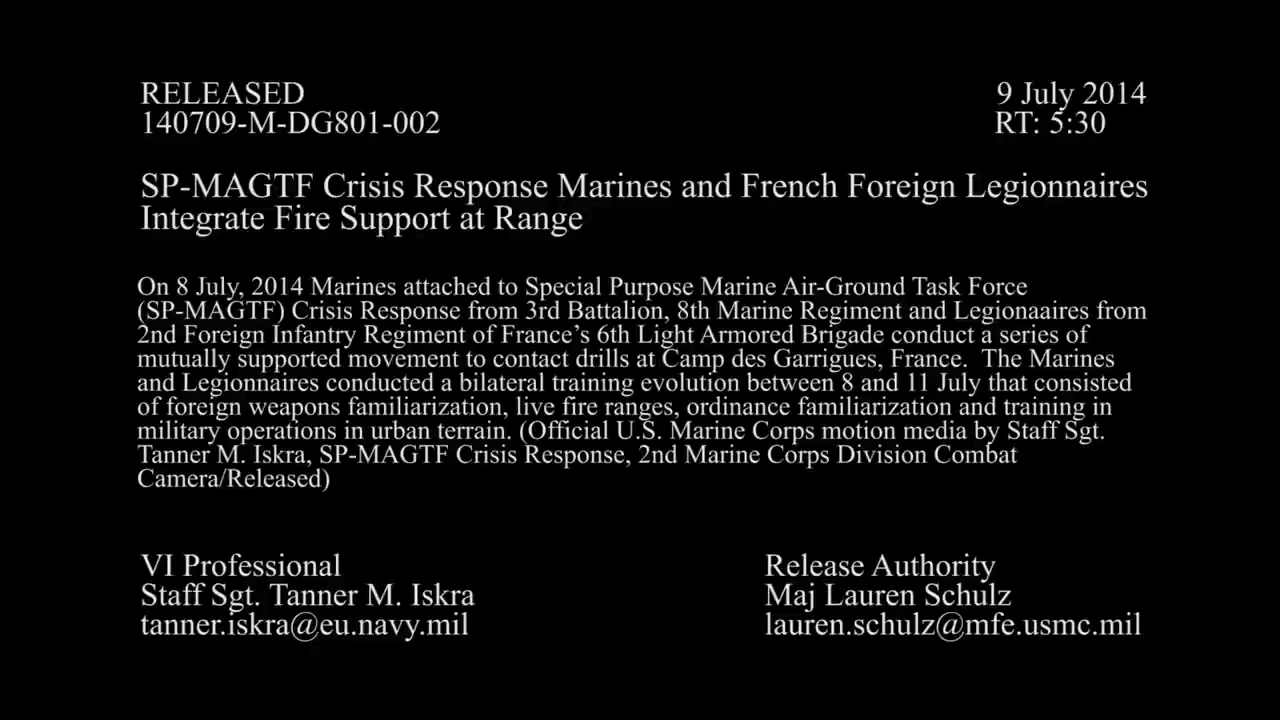 RELEASED
9 July 2014
140709-M-DG801-002
RT: 5:30
SP-MAGTF Crisis Response Marines and French Foreign Legionnaires
Integrate Fire Support at Range
On 8 July, 2014 Marines attached to Special Purpose Marine Air-Ground Task Force
(SP-MAGTF) Crisis Response from 3rd Battalion, 8th Marine Regiment and Legionaaires from
2nd Foreign Infantry Regiment of France’s 6th Light Armored Brigade conduct a series of
mutually supported movement to contact drills at Camp des Garrigues, France.  The Marines
and Legionnaires conducted a bilateral training evolution between 8 and 11 July that consisted
of foreign weapons familiarization, live fire ranges, ordinance familiarization and training in
military operations in urban terrain. (Official U.S. Marine Corps motion media by Staff Sgt.
Tanner M. Iskra, SP-MAGTF Crisis Response, 2nd Marine Corps Division Combat
Camera/Released)
VI Professional
Staff Sgt. Tanner M. Iskra
tanner.iskra@eu.navy.mil
Release Authority
Maj Lauren Schulz
lauren.schulz@mfe.usmc.mil